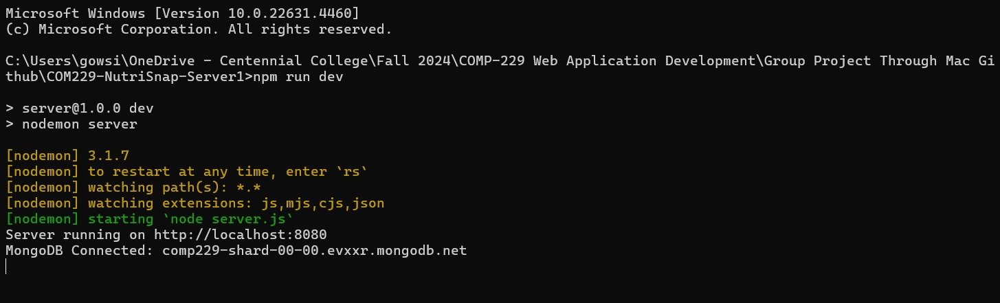 Microsoft Windows [Version 10.0.22631.4460]
(c) Microsoft Corporation. All rights reserved.
C:\Users\gowsi\OneDrive - Centennial College\Fall 2024\COMP-229 Web Application Development\Group Project Through Mac Gi
thub\COM229-NutriSnap-Server1>npm run dev
> server@1.0.0 dev
> nodemon server
[nodemon] 3.1.7
[nodemon] to restart at any time, enter `rs`
[nodemon] watching path(s): *.*
[nodemon] watching extensions: js,mjs,cjs,json
[nodemon] starting `node server.js`
Server running on http://localhost:8080
MongoDB Connected: comp229-shard-00-00.evxxr.mongodb.net